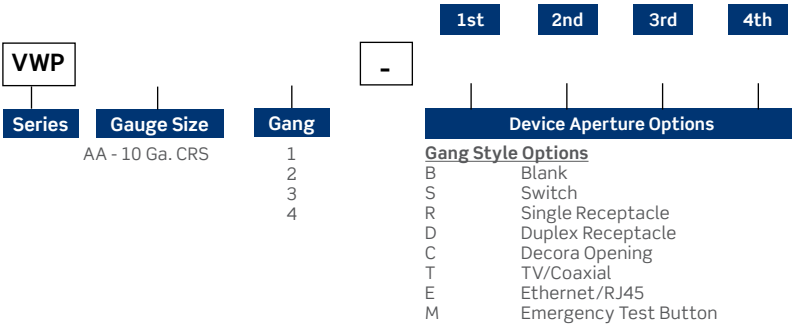 1st 2nd 3rd 4th
VWP -
Series Gauge Size Gang Device Aperture Options
AA - 10 Ga. CRS 1 Gang Style Options
2 B Blank
3 S Switch
4 R Single Receptacle
D Duplex Receptacle
C Decora Opening
T TV/Coaxial
E Ethernet/RJ45
M Emergency Test Button